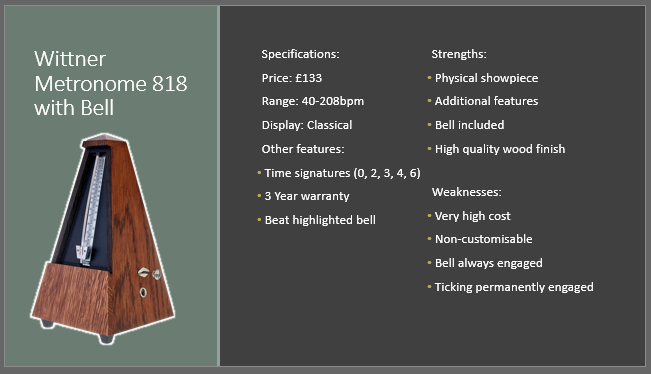 Wittner
Metronome 818
with Bell
Specifications:
Price: £133
Range: 40-208bpm
Display: Classical
Other features:
• Time signatures (0, 2, 3, 4, 6)
• 3 Year warranty
• Beat highlighted bell
Strengths:
• Physical showpiece
• Additional features
• Bell included
• High quality wood finish
Weaknesses:
• Very high cost
• Non-customisable
• Bell always engaged
• Ticking permanently engaged